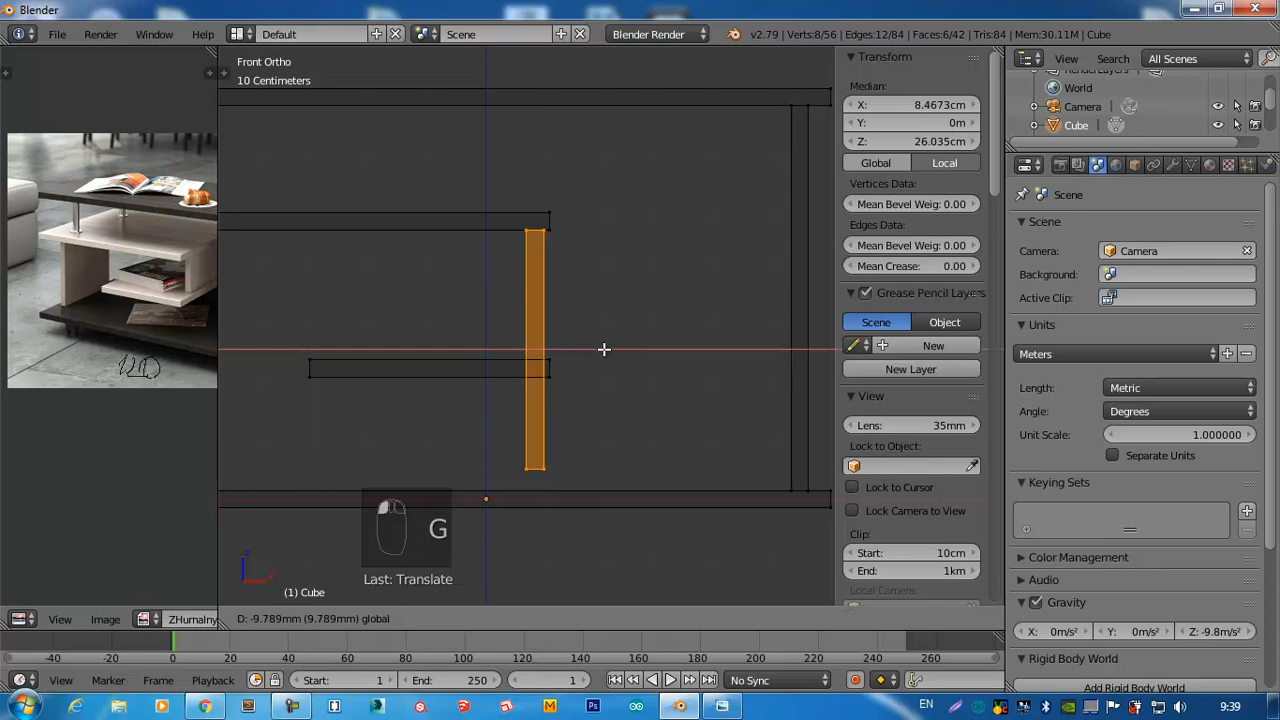 Blender
File Render Window Help Default Scene Blender Render v2.79 | Verts:8/56 | Edges:12/84 | Faces:6/42 | Tris:84 | Mem:30.11M | Cube
Front Ortho
10 Centimeters
G
Last: Translate
(1) Cube
D: -9.789mm (9.789mm) global
View Image ZHurnalny
Transform
Median:
X: 8.4673cm
Y: 0m
Z: 26.035cm
Global Local
Vertices Data:
Mean Bevel Weig: 0.00
Edges Data:
Mean Bevel Weig: 0.00
Mean Crease: 0.00
Grease Pencil Layers
Scene Object
New
New Layer
View
Lens: 35mm
Lock to Object:
Lock to Cursor
Lock Camera to View
Clip:
Start: 10cm
End: 1km
Local Camera:
View Search All Scenes
RenderLayers
World
Camera
Cube
Scene
Scene
Camera: Camera
Background:
Active Clip:
Units
Meters
Length: Metric
Angle: Degrees
Unit Scale: 1.000000
Separate Units
Keying Sets
Color Management
Audio
Gravity
X: 0m/s² Y: 0m/s² Z: -9.8m/s²
Rigid Body World
Add Rigid Body World
-40 -20 0 20 40 60 80 100 120 140 160 180 200 220 240 260
View Marker Frame Playback Start: 1 End: 250 1 No Sync
EN 9:39